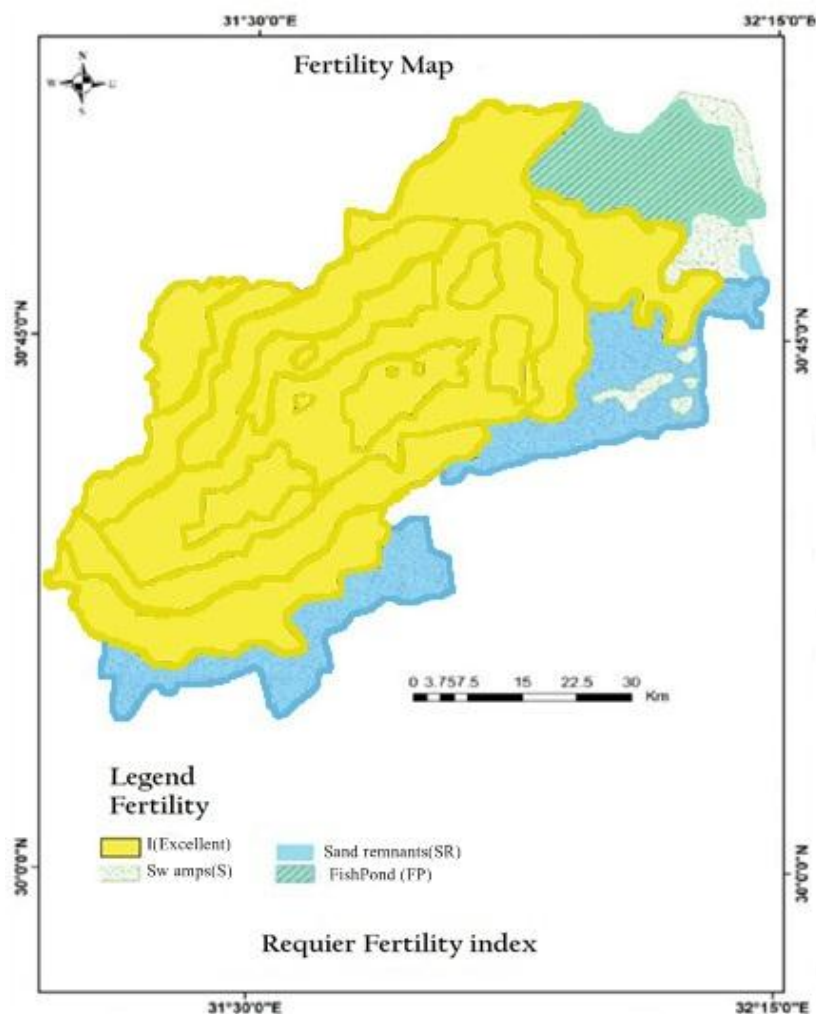 31°30'0"E 32°15'0"E
Fertility Map
N
W E
S
30°45'0"N 30°45'0"N
0 3.75 7.5 15 22.5 30
Km
Legend
Fertility
I(Excellent) Sand remnants(SR)
Sw amps(S) FishPond (FP)
30°0'0"N 30°0'0"N
Requier Fertility index
31°30'0"E 32°15'0"E